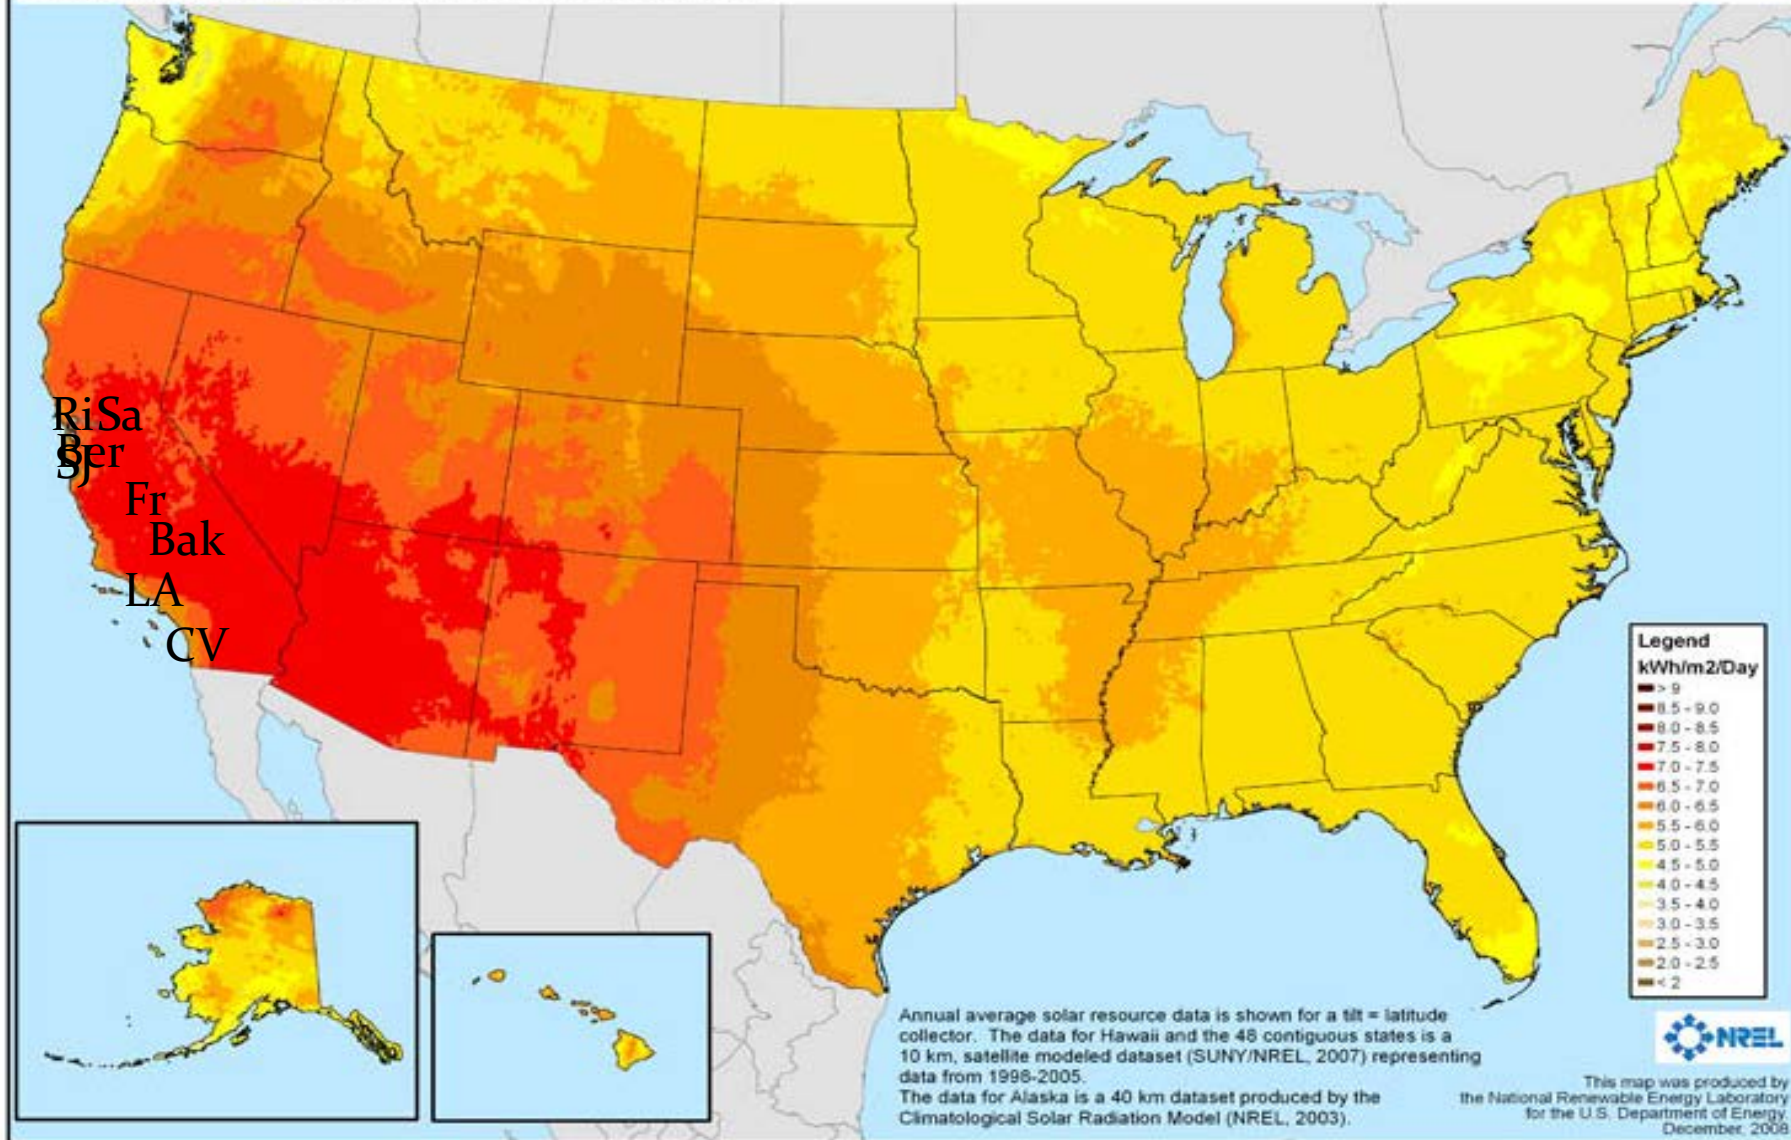 RiSa
Ber
SJ
Fr
Bak
LA
CV
Legend
kWh/m2/Day
> 9
8.5 - 9.0
8.0 - 8.5
7.5 - 8.0
7.0 - 7.5
6.5 - 7.0
6.0 - 6.5
5.5 - 6.0
5.0 - 5.5
4.5 - 5.0
4.0 - 4.5
3.5 - 4.0
3.0 - 3.5
2.5 - 3.0
2.0 - 2.5
< 2
Annual average solar resource data is shown for a tilt = latitude
collector. The data for Hawaii and the 48 contiguous states is a
10 km, satellite modeled dataset (SUNY/NREL, 2007) representing
data from 1998-2005.
The data for Alaska is a 40 km dataset produced by the
Climatological Solar Radiation Model (NREL, 2003).
NREL
This map was produced by
the National Renewable Energy Laboratory
for the U.S. Department of Energy.
December, 2008